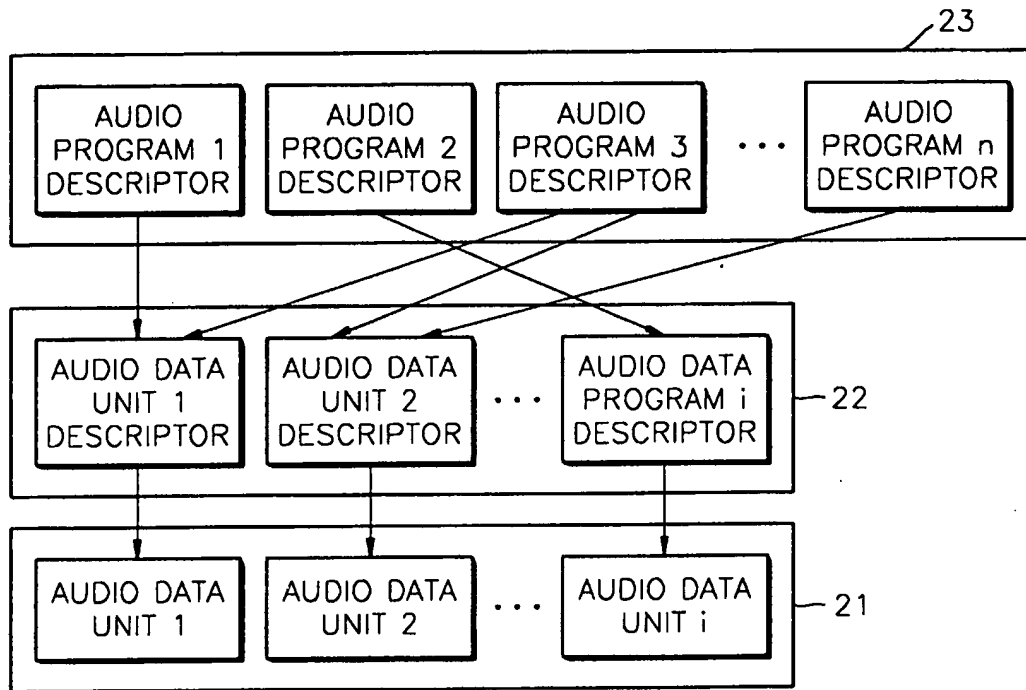 23
AUDIO
PROGRAM 1
DESCRIPTOR
AUDIO
PROGRAM 2
DESCRIPTOR
AUDIO
PROGRAM 3
DESCRIPTOR
...
AUDIO
PROGRAM n
DESCRIPTOR
AUDIO DATA
UNIT 1
DESCRIPTOR
AUDIO DATA
UNIT 2
DESCRIPTOR
...
AUDIO DATA
PROGRAM i
DESCRIPTOR
22
AUDIO DATA
UNIT 1
AUDIO DATA
UNIT 2
...
AUDIO DATA
UNIT i
21